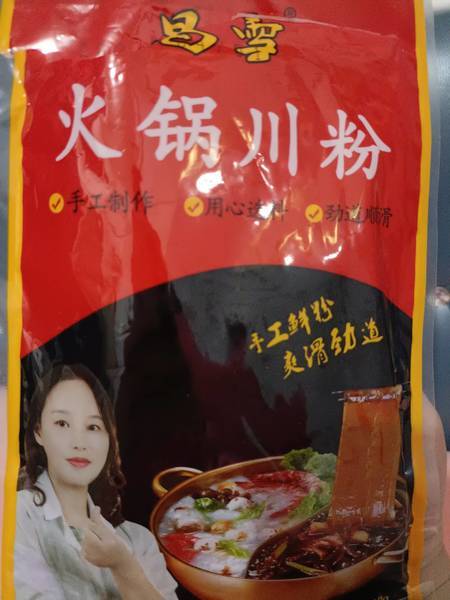 昌雪®
火锅川粉
手工制作 用心选料 劲道顺滑
手工鲜粉
爽滑劲道